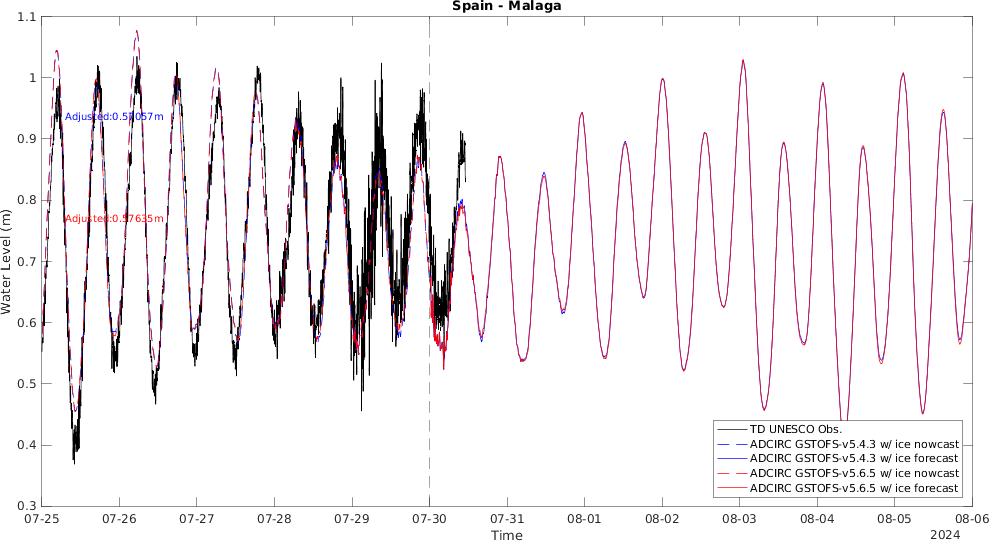 Spain - Malaga
1.1
1
0.9
0.8
0.7
0.6
0.5
0.4
0.3
Water Level (m)
Adjusted:0.57635m
07-25
07-26
07-27
07-28
07-29
07-30
07-31
08-01
08-02
08-03
08-04
08-05
08-06
Time
2024
TD UNESCO Obs.
ADCIRC GSTOFS-v5.4.3 w/ ice nowcast
ADCIRC GSTOFS-v5.4.3 w/ ice forecast
ADCIRC GSTOFS-v5.6.5 w/ ice nowcast
ADCIRC GSTOFS-v5.6.5 w/ ice forecast